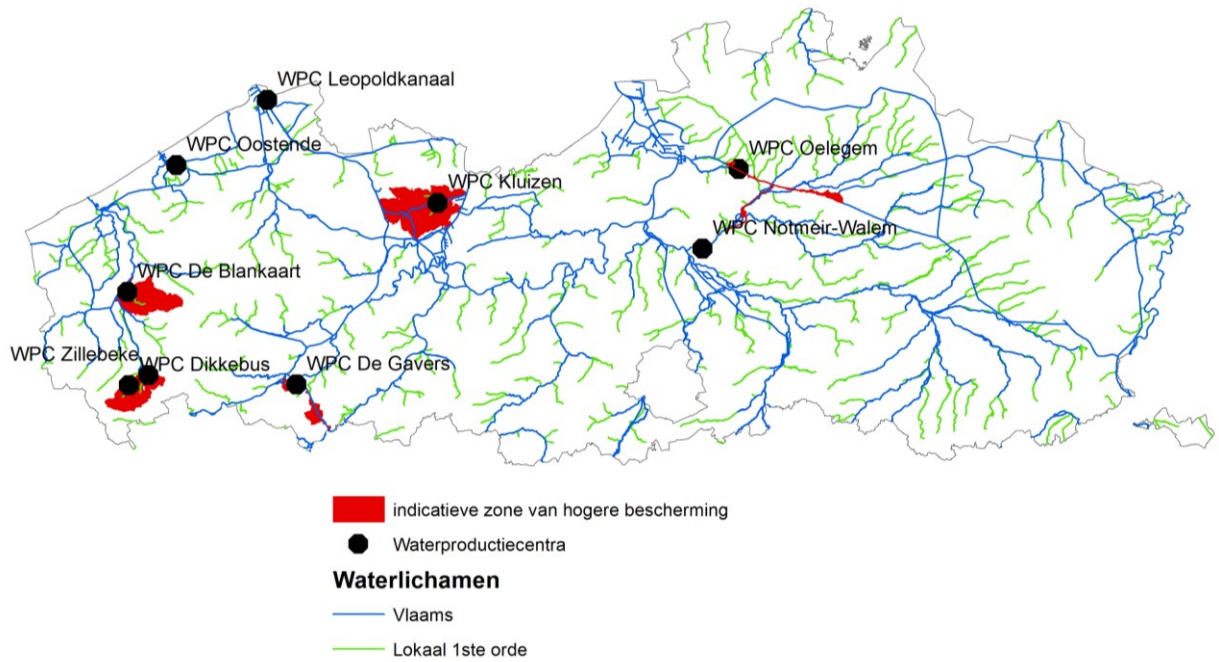 WPC Leopoldkanaal
WPC Oostende
WPC Oelegem
WPC Kluizen
WPC Notmeir-Walem
WPC De Blankaart
WPC Zillebeke
WPC Dikkebus
WPC De Gavers
indicatieve zone van hogere bescherming
Waterproductiecentra
Waterlichamen
Vlaams
Lokaal 1ste orde